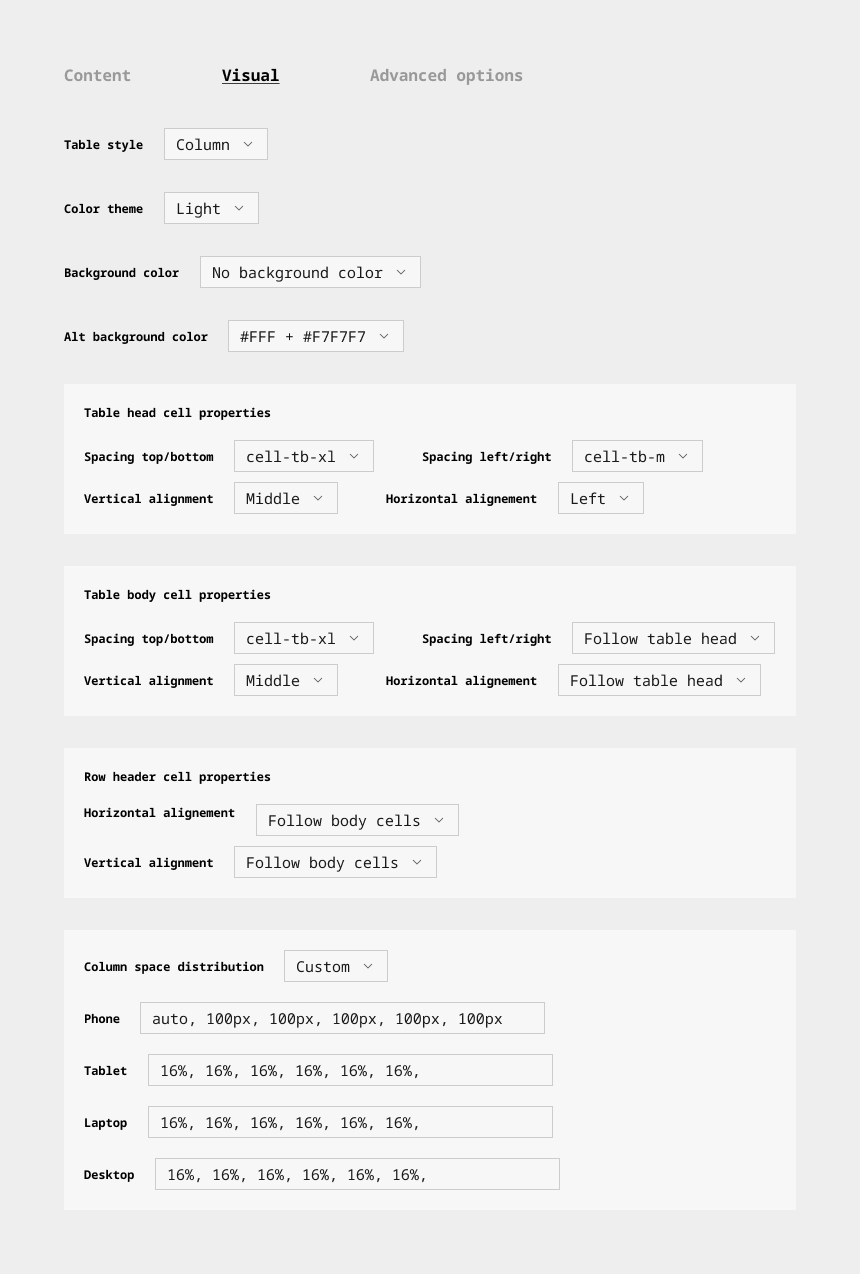 Content Visual Advanced options
Table style Column
Color theme Light
Background color No background color
Alt background color #FFF + #F7F7F7
Table head cell properties
Spacing top/bottom cell-tb-xl Spacing left/right cell-tb-m
Vertical alignment Middle Horizontal alignement Left
Table body cell properties
Spacing top/bottom cell-tb-xl Spacing left/right Follow table head
Vertical alignment Middle Horizontal alignement Follow table head
Row header cell properties
Horizontal alignement Follow body cells
Vertical alignment Follow body cells
Column space distribution Custom
Phone auto, 100px, 100px, 100px, 100px, 100px
Tablet 16%, 16%, 16%, 16%, 16%, 16%,
Laptop 16%, 16%, 16%, 16%, 16%, 16%,
Desktop 16%, 16%, 16%, 16%, 16%, 16%,